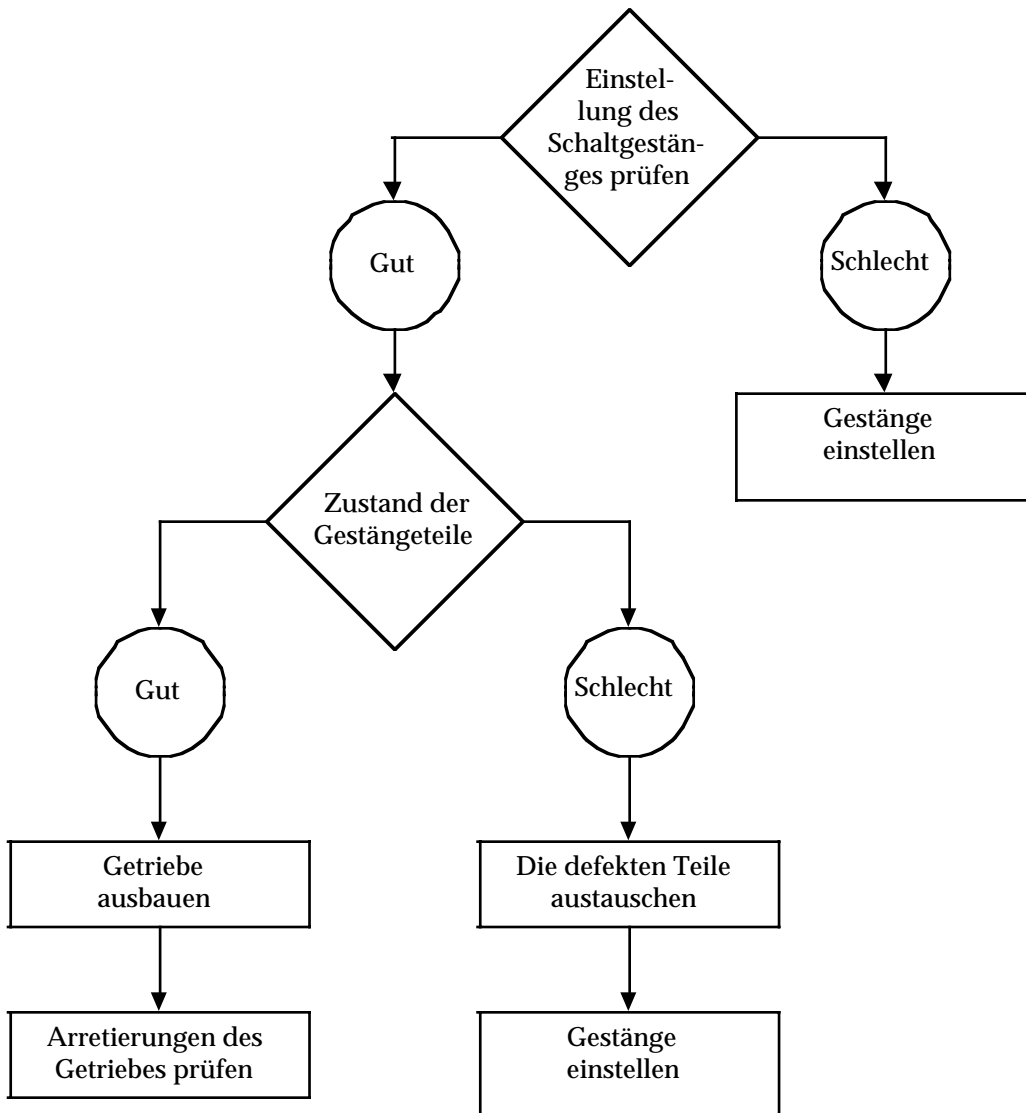 Einstel-
lung des
Schaltgestän-
ges prüfen
Gut
Schlecht
Gestänge
einstellen
Zustand der
Gestängeteile
Gut
Schlecht
Getriebe
ausbauen
Die defekten Teile
austauschen
Arretierungen des
Getriebes prüfen
Gestänge
einstellen